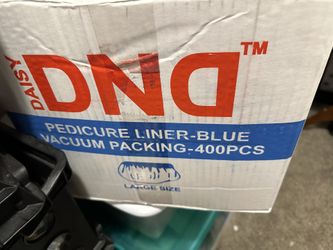 DAISY
DND™
PEDICURE LINER-BLUE
VACUUM PACKING-400PCS
LARGE SIZE